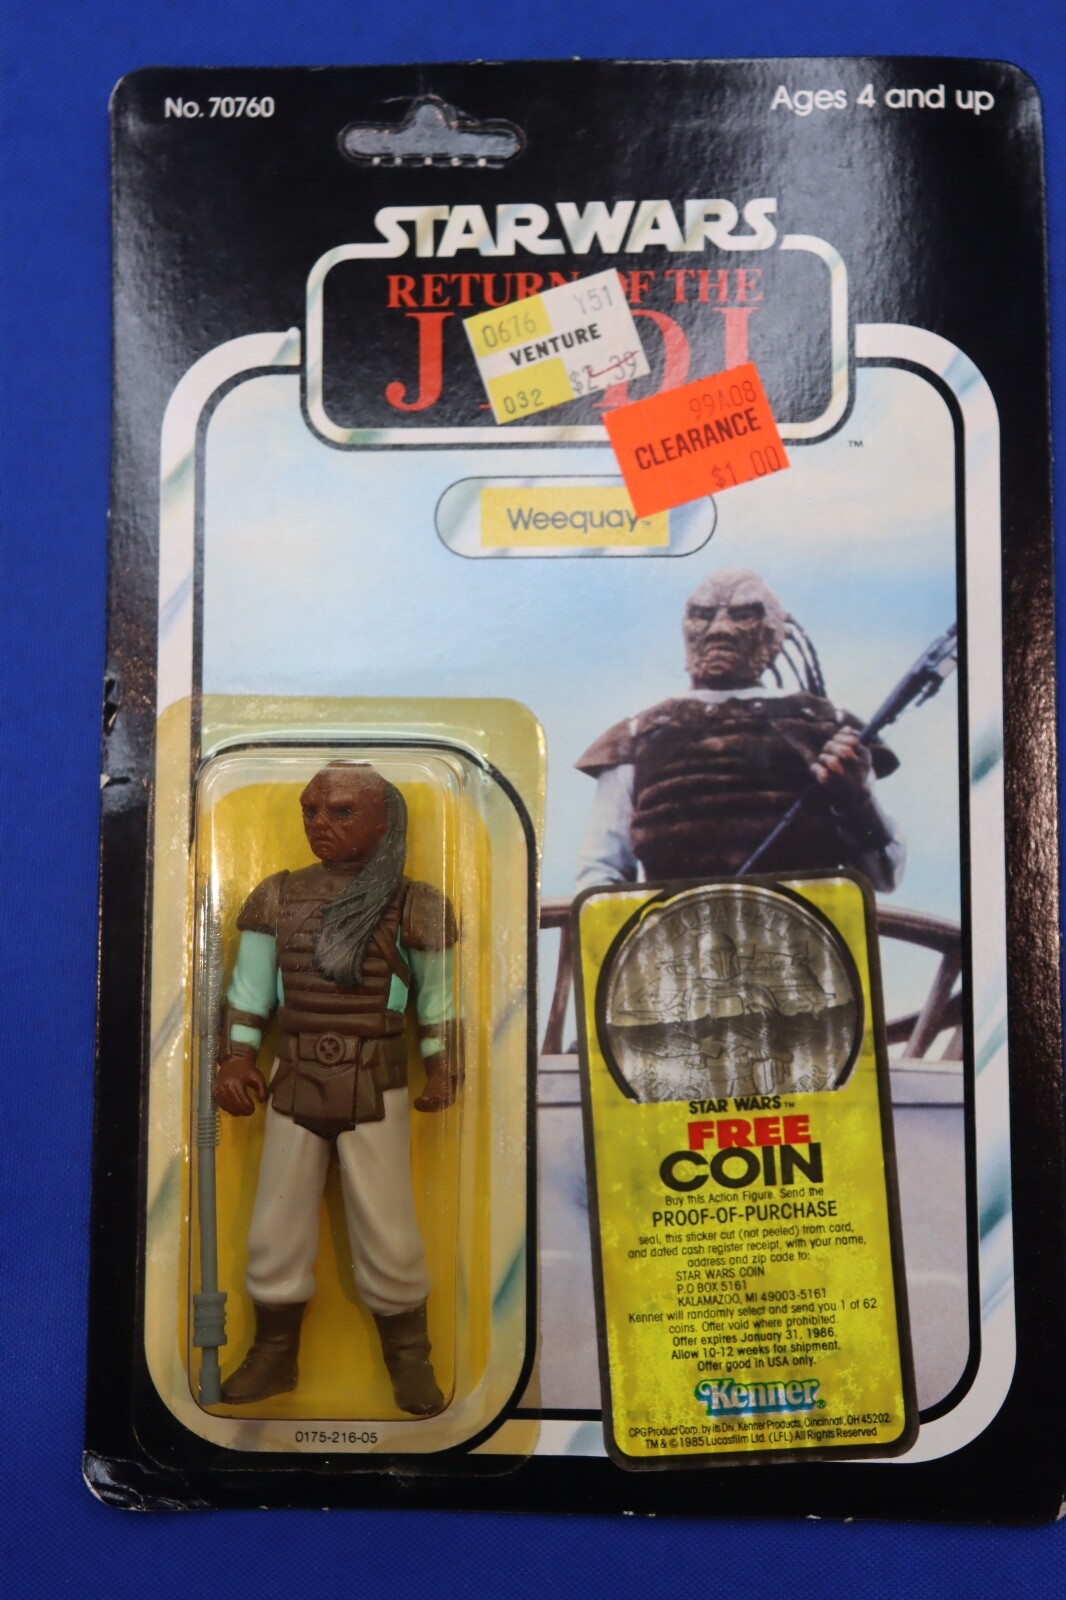 No. 70760
Ages 4 and up
STAR WARS
RETURN OF THE
J DI
0676 Y51
VENTURE
032 $2.39
99A08
CLEARANCE
$1.00
TM
Weequay™
STAR WARS™
FREE
COIN
Buy this Action Figure. Send the
PROOF-OF-PURCHASE
seal, this sticker cut (not peeled) from card,
and dated cash register receipt, with your name,
address and zip code to:
STAR WARS COIN
P.O BOX 5161
KALAMAZOO, MI 49003-5161
Kenner will randomly select and send you 1 of 62
coins. Offer void where prohibited.
Offer expires January 31, 1986.
Allow 10-12 weeks for shipment.
Offer good in USA only.
Kenner®
CPG Product Corp. by its Div. Kenner Products, Cincinnati, OH 45202.
TM & © 1985 Lucasfilm Ltd. (LFL) All Rights Reserved
0175-216-05